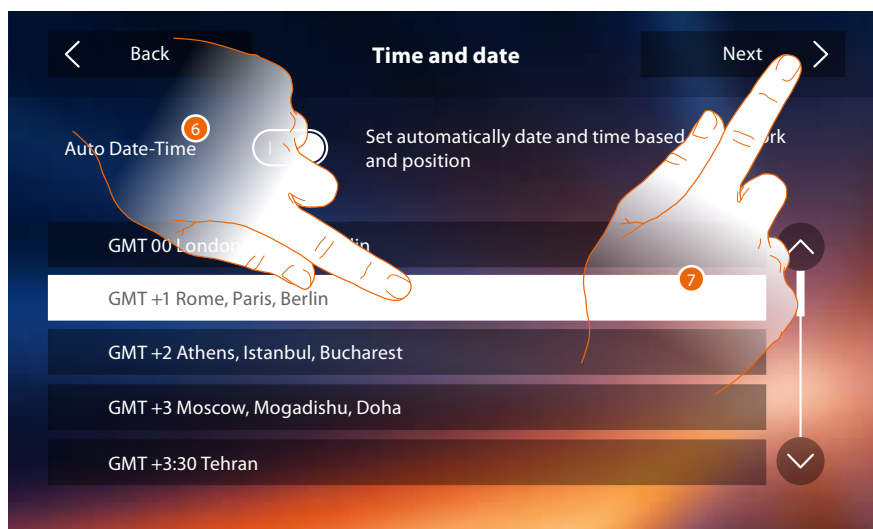 Back
Time and date
Next
6
Auto Date-Time
Set automatically date and time based
and position
GMT 00 London
7
GMT +1 Rome, Paris, Berlin
GMT +2 Athens, Istanbul, Bucharest
GMT +3 Moscow, Mogadishu, Doha
GMT +3:30 Tehran